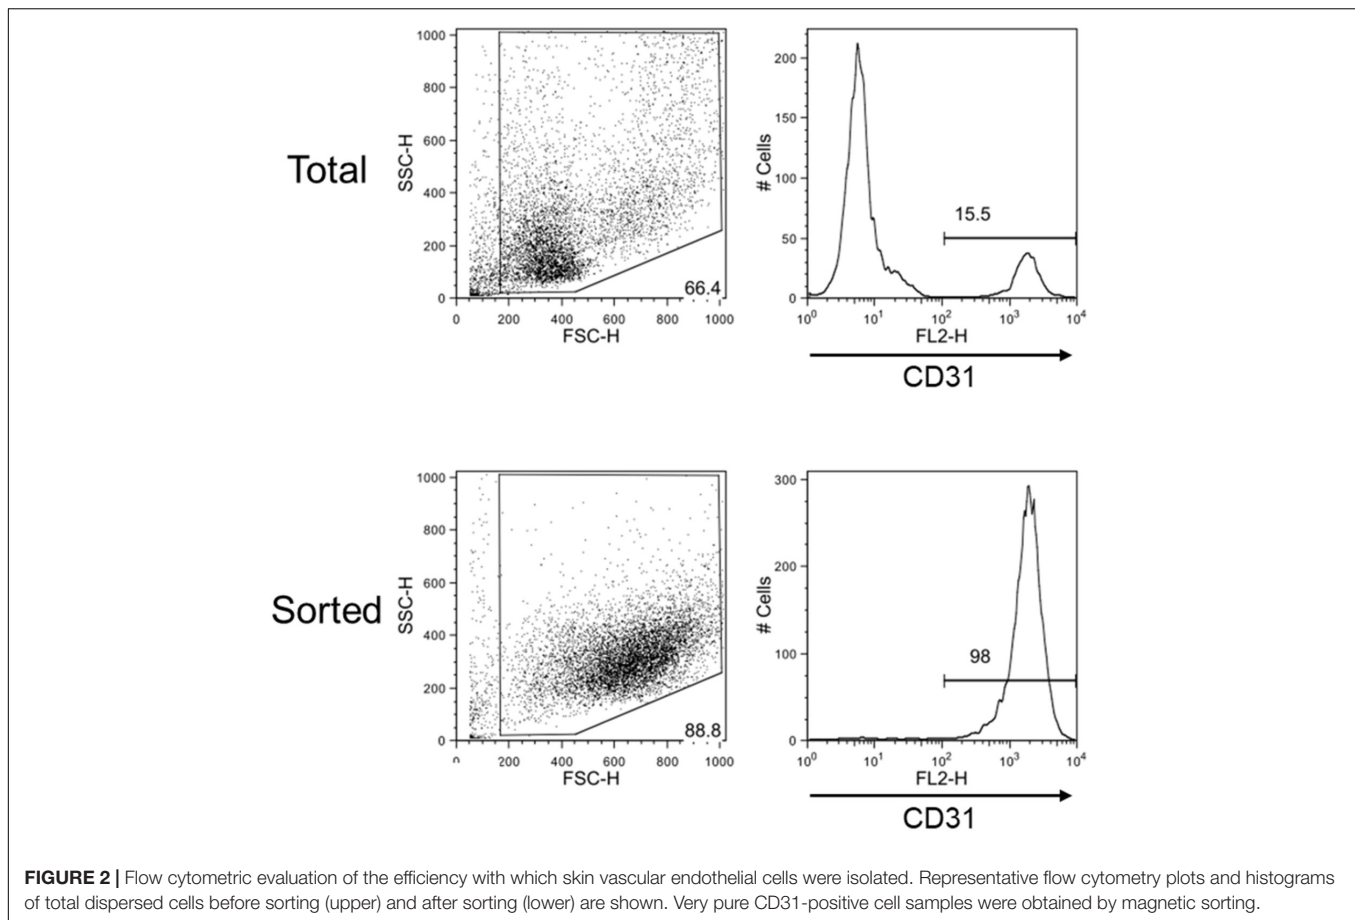 Total
SSC-H
1000
800
600
400
200
0
66.4
0 200 400 600 800 1000
FSC-H
# Cells
200
150
100
50
0
15.5
10^0 10^1 10^2 10^3 10^4
FL2-H
CD31
Sorted
SSC-H
1000
800
600
400
200
0
88.8
200 400 600 800 1000
FSC-H
# Cells
300
200
100
0
98
10^0 10^1 10^2 10^3 10^4
FL2-H
CD31
FIGURE 2 | Flow cytometric evaluation of the efficiency with which skin vascular endothelial cells were isolated. Representative flow cytometry plots and histograms
of total dispersed cells before sorting (upper) and after sorting (lower) are shown. Very pure CD31-positive cell samples were obtained by magnetic sorting.